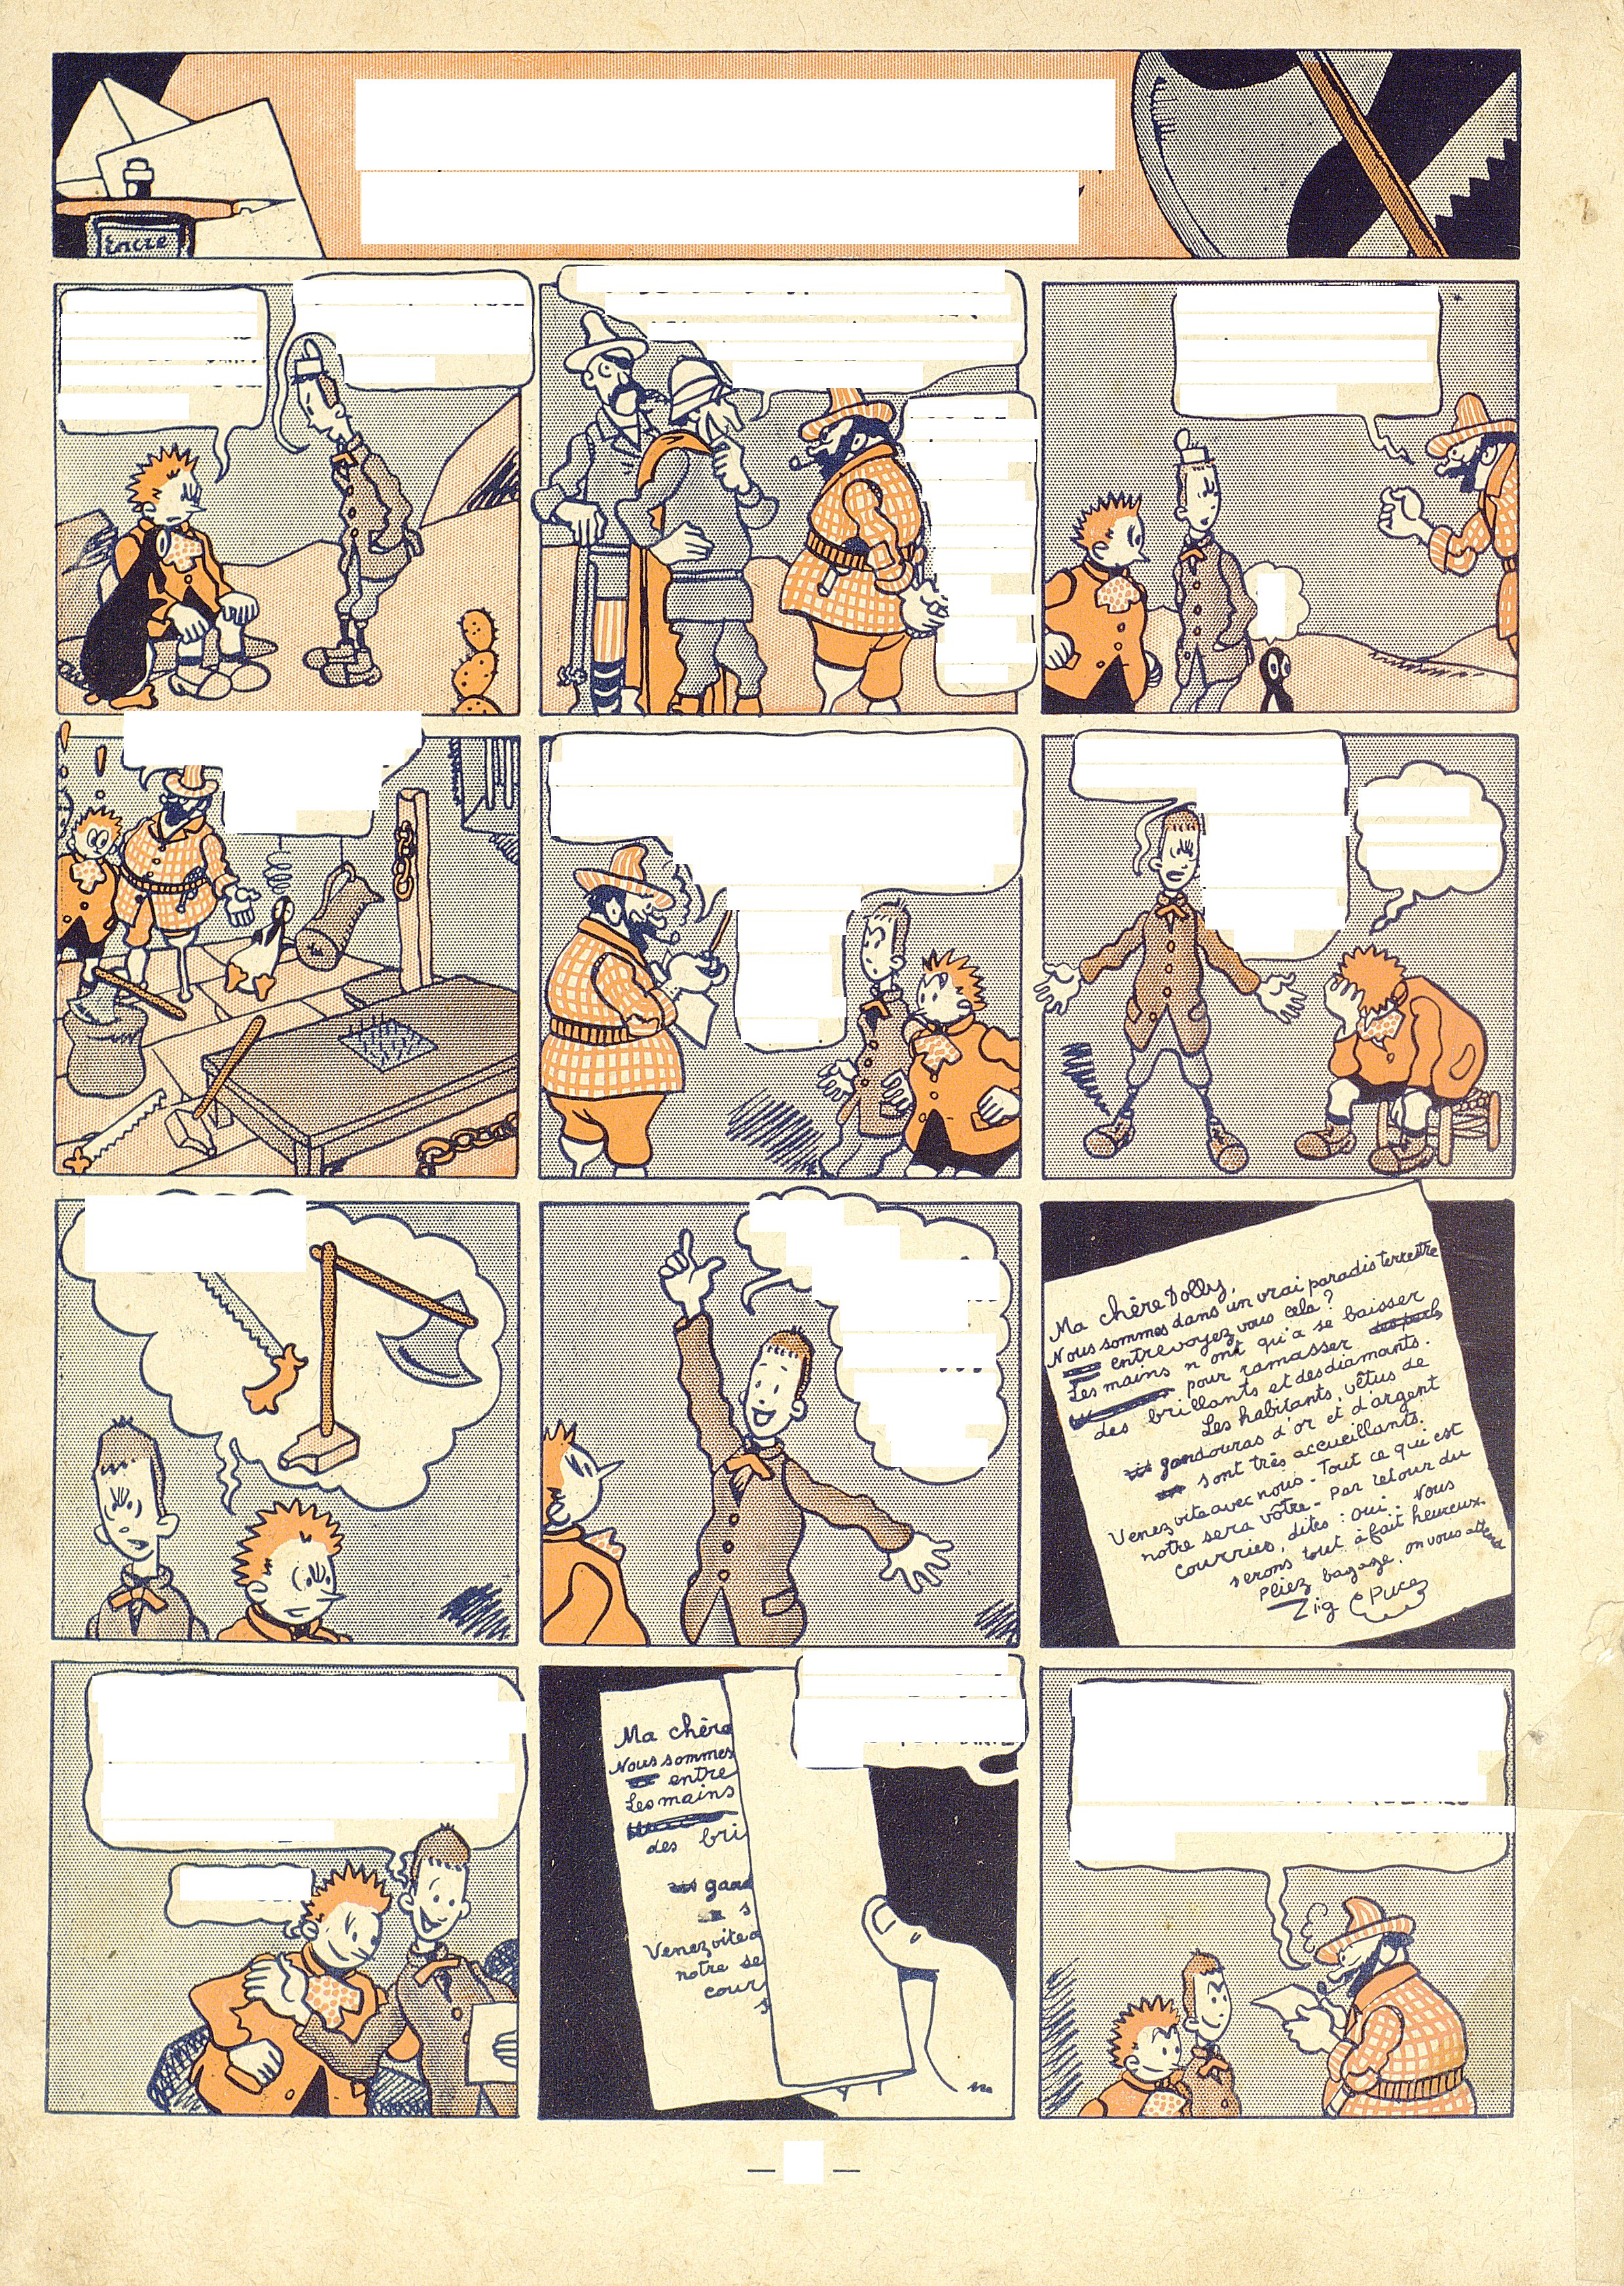 Encre
Ma chère Dolly,
Nous sommes dans un vrai paradis terrestre
entrevoyez vous cela ?
Les mains n'ont qu'à se baisser
pour ramasser
des brillants et des diamants.
Les habitants, vêtus de
gandouras d'or et d'argent
sont très accueillants.
Venez vite avec nous. Tout ce qui est
notre sera vôtre. Par retour du
courrier, dites : oui. Nous
serons tout à fait heureux.
Pliez bagage, on vous attend
Zig e Puce
Ma chère
Nous sommes
entre
Les mains
des bri
gand
s
Venez vite a
notre se
cour
s